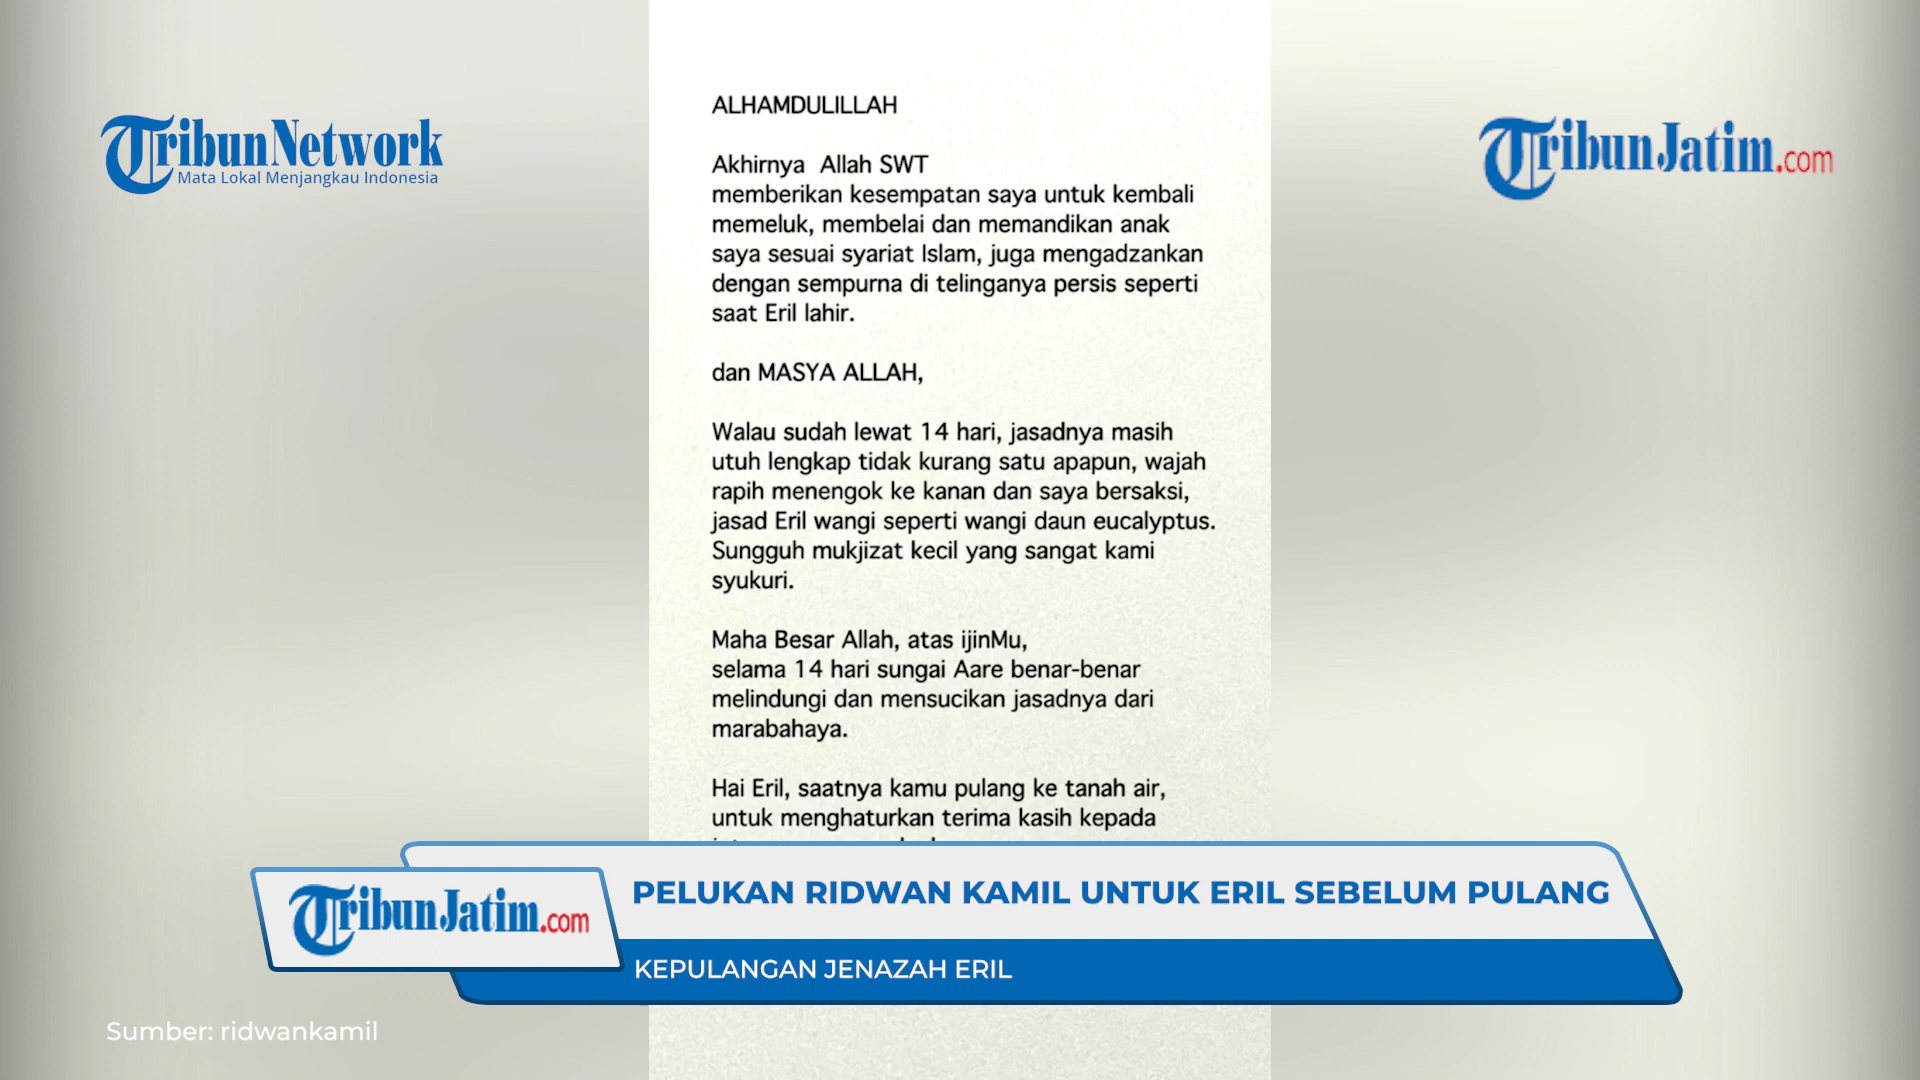 TribunNetwork
Mata Lokal Menjangkau Indonesia
TribunJatim.com
ALHAMDULILLAH
Akhirnya  Allah SWT
memberikan kesempatan saya untuk kembali
memeluk, membelai dan memandikan anak
saya sesuai syariat Islam, juga mengadzankan
dengan sempurna di telinganya persis seperti
saat Eril lahir.
dan MASYA ALLAH,
Walau sudah lewat 14 hari, jasadnya masih
utuh lengkap tidak kurang satu apapun, wajah
rapih menengok ke kanan dan saya bersaksi,
jasad Eril wangi seperti wangi daun eucalyptus.
Sungguh mukjizat kecil yang sangat kami
syukuri.
Maha Besar Allah, atas ijinMu,
selama 14 hari sungai Aare benar-benar
melindungi dan mensucikan jasadnya dari
marabahaya.
Hai Eril, saatnya kamu pulang ke tanah air,
untuk menghaturkan terima kasih kepada
TribunJatim.com
PELUKAN RIDWAN KAMIL UNTUK ERIL SEBELUM PULANG
KEPULANGAN JENAZAH ERIL
Sumber: ridwankamil